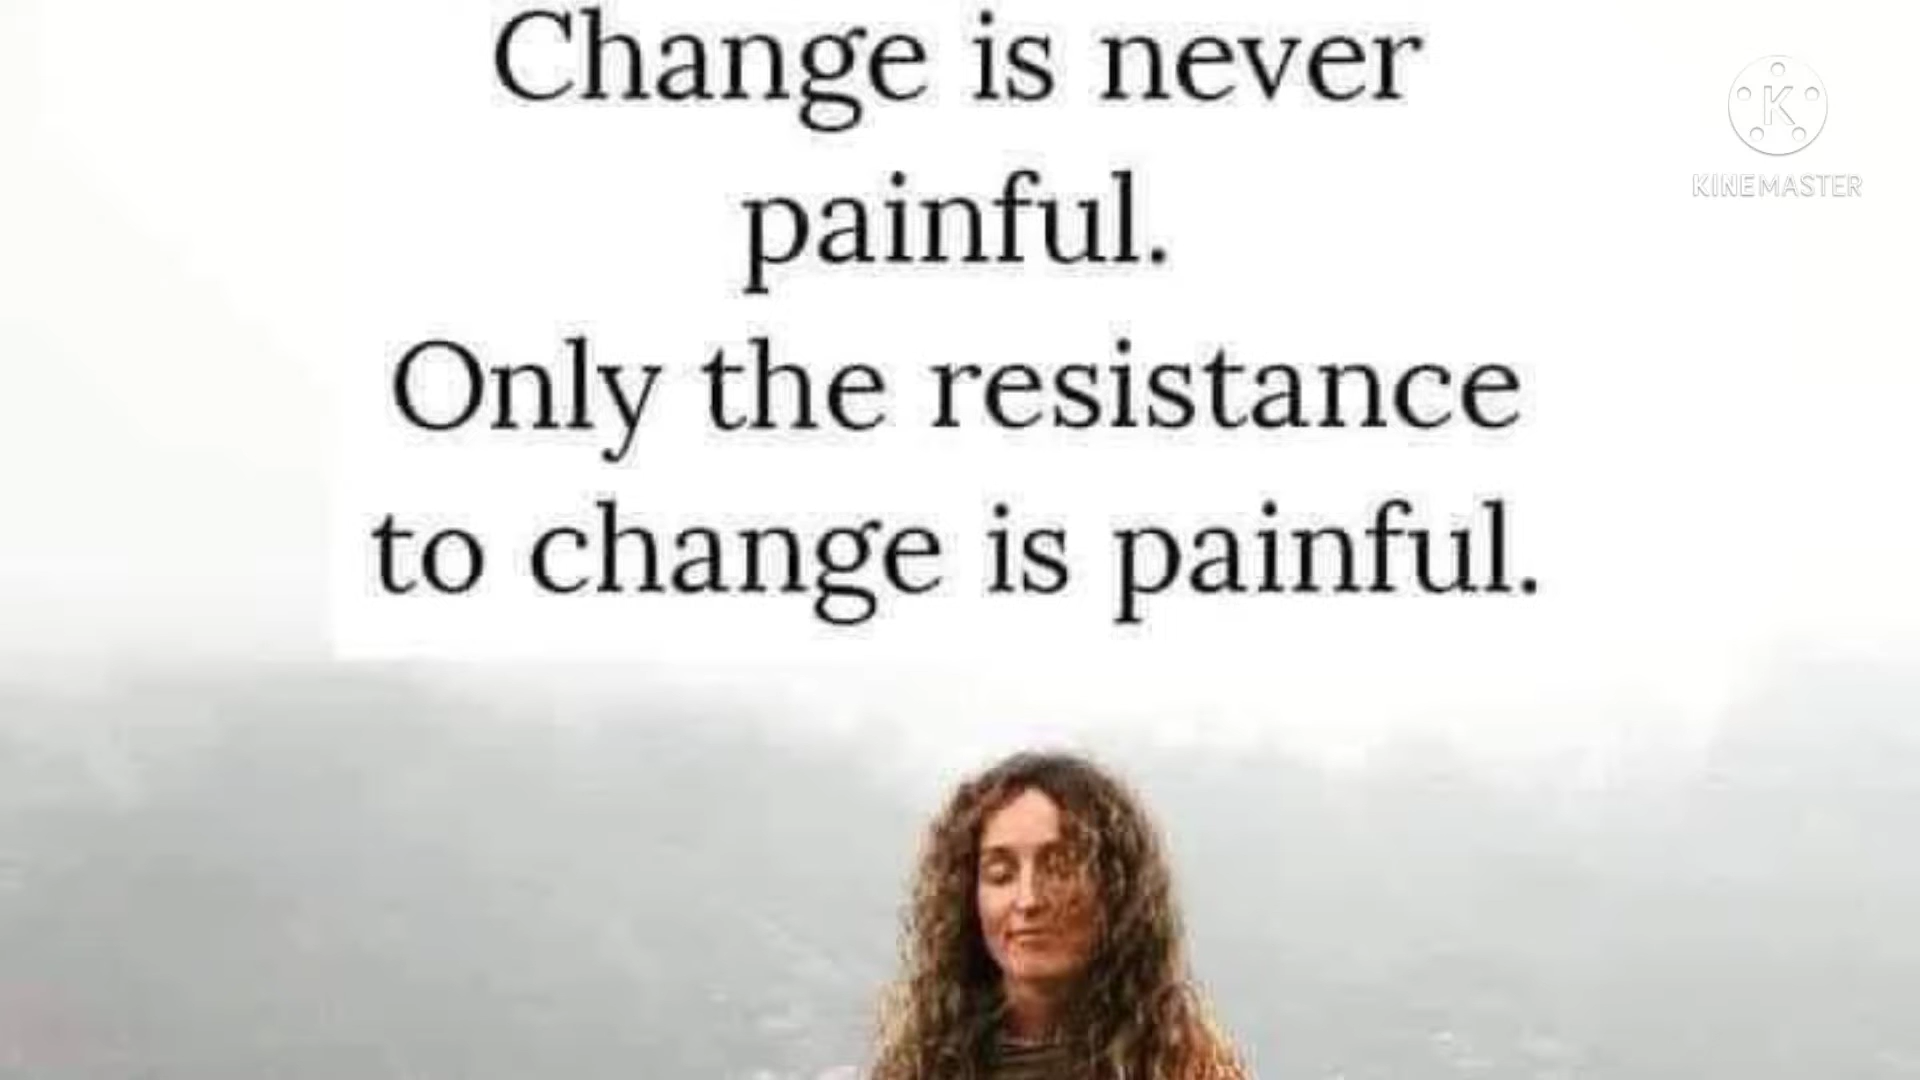 Change is never
painful.
Only the resistance
to change is painful.
K
KINEMASTER